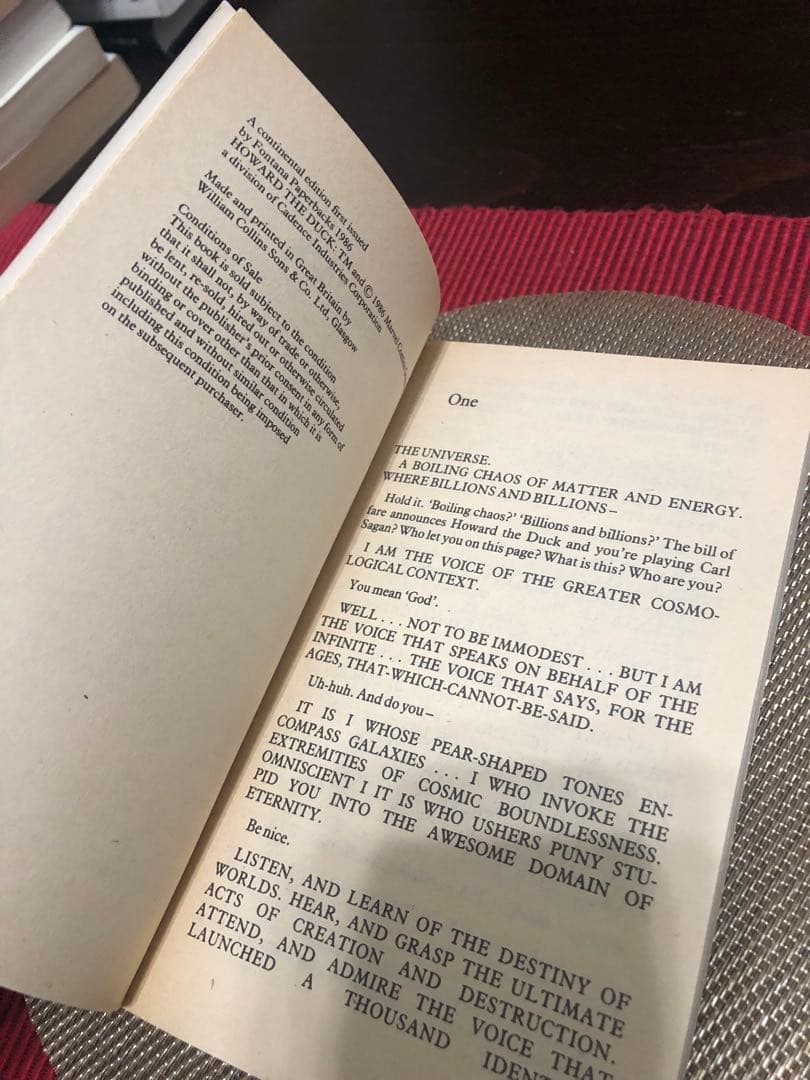 A continental edition first issued
by Fontana Paperbacks 1986
HOWARD THE DUCK: TM and © 1986 Marvel
a division of Cadence Industries Corporation
Made and printed in Great Britain by
William Collins Sons & Co. Ltd, Glasgow
Conditions of Sale
This book is sold subject to the condition
that it shall not, by way of trade or otherwise,
be lent, re-sold, hired out or otherwise circulated
without the publisher's prior consent in any form of
binding or cover other than that in which it is
published and without similar condition
including this condition being imposed
on the subsequent purchaser.
One
THE UNIVERSE.
A BOILING CHAOS OF MATTER AND ENERGY.
WHERE BILLIONS AND BILLIONS –
Hold it. 'Boiling chaos?' 'Billions and billions?' The bill of
fare announces Howard the Duck and you're playing Carl
Sagan? Who let you on this page? What is this? Who are you?
I AM THE VOICE OF THE GREATER COSMO-
LOGICAL CONTEXT.
You mean 'God'.
WELL . . . NOT TO BE IMMODEST . . . BUT I AM
THE VOICE THAT SPEAKS ON BEHALF OF THE
INFINITE . . . THE VOICE THAT SAYS, FOR THE
AGES, THAT-WHICH-CANNOT-BE-SAID.
Uh-huh. And do you –
IT IS I WHOSE PEAR-SHAPED TONES EN-
COMPASS GALAXIES . . . I WHO INVOKE THE
EXTREMITIES OF COSMIC BOUNDLESSNESS.
OMNISCIENT I IT IS WHO USHERS PUNY STU-
PID YOU INTO THE AWESOME DOMAIN OF
ETERNITY.
Be nice.
LISTEN, AND LEARN OF THE DESTINY OF
WORLDS. HEAR, AND GRASP THE ULTIMATE
ACTS OF CREATION AND DESTRUCTION.
ATTEND, AND ADMIRE THE VOICE THAT
LAUNCHED A THOUSAND